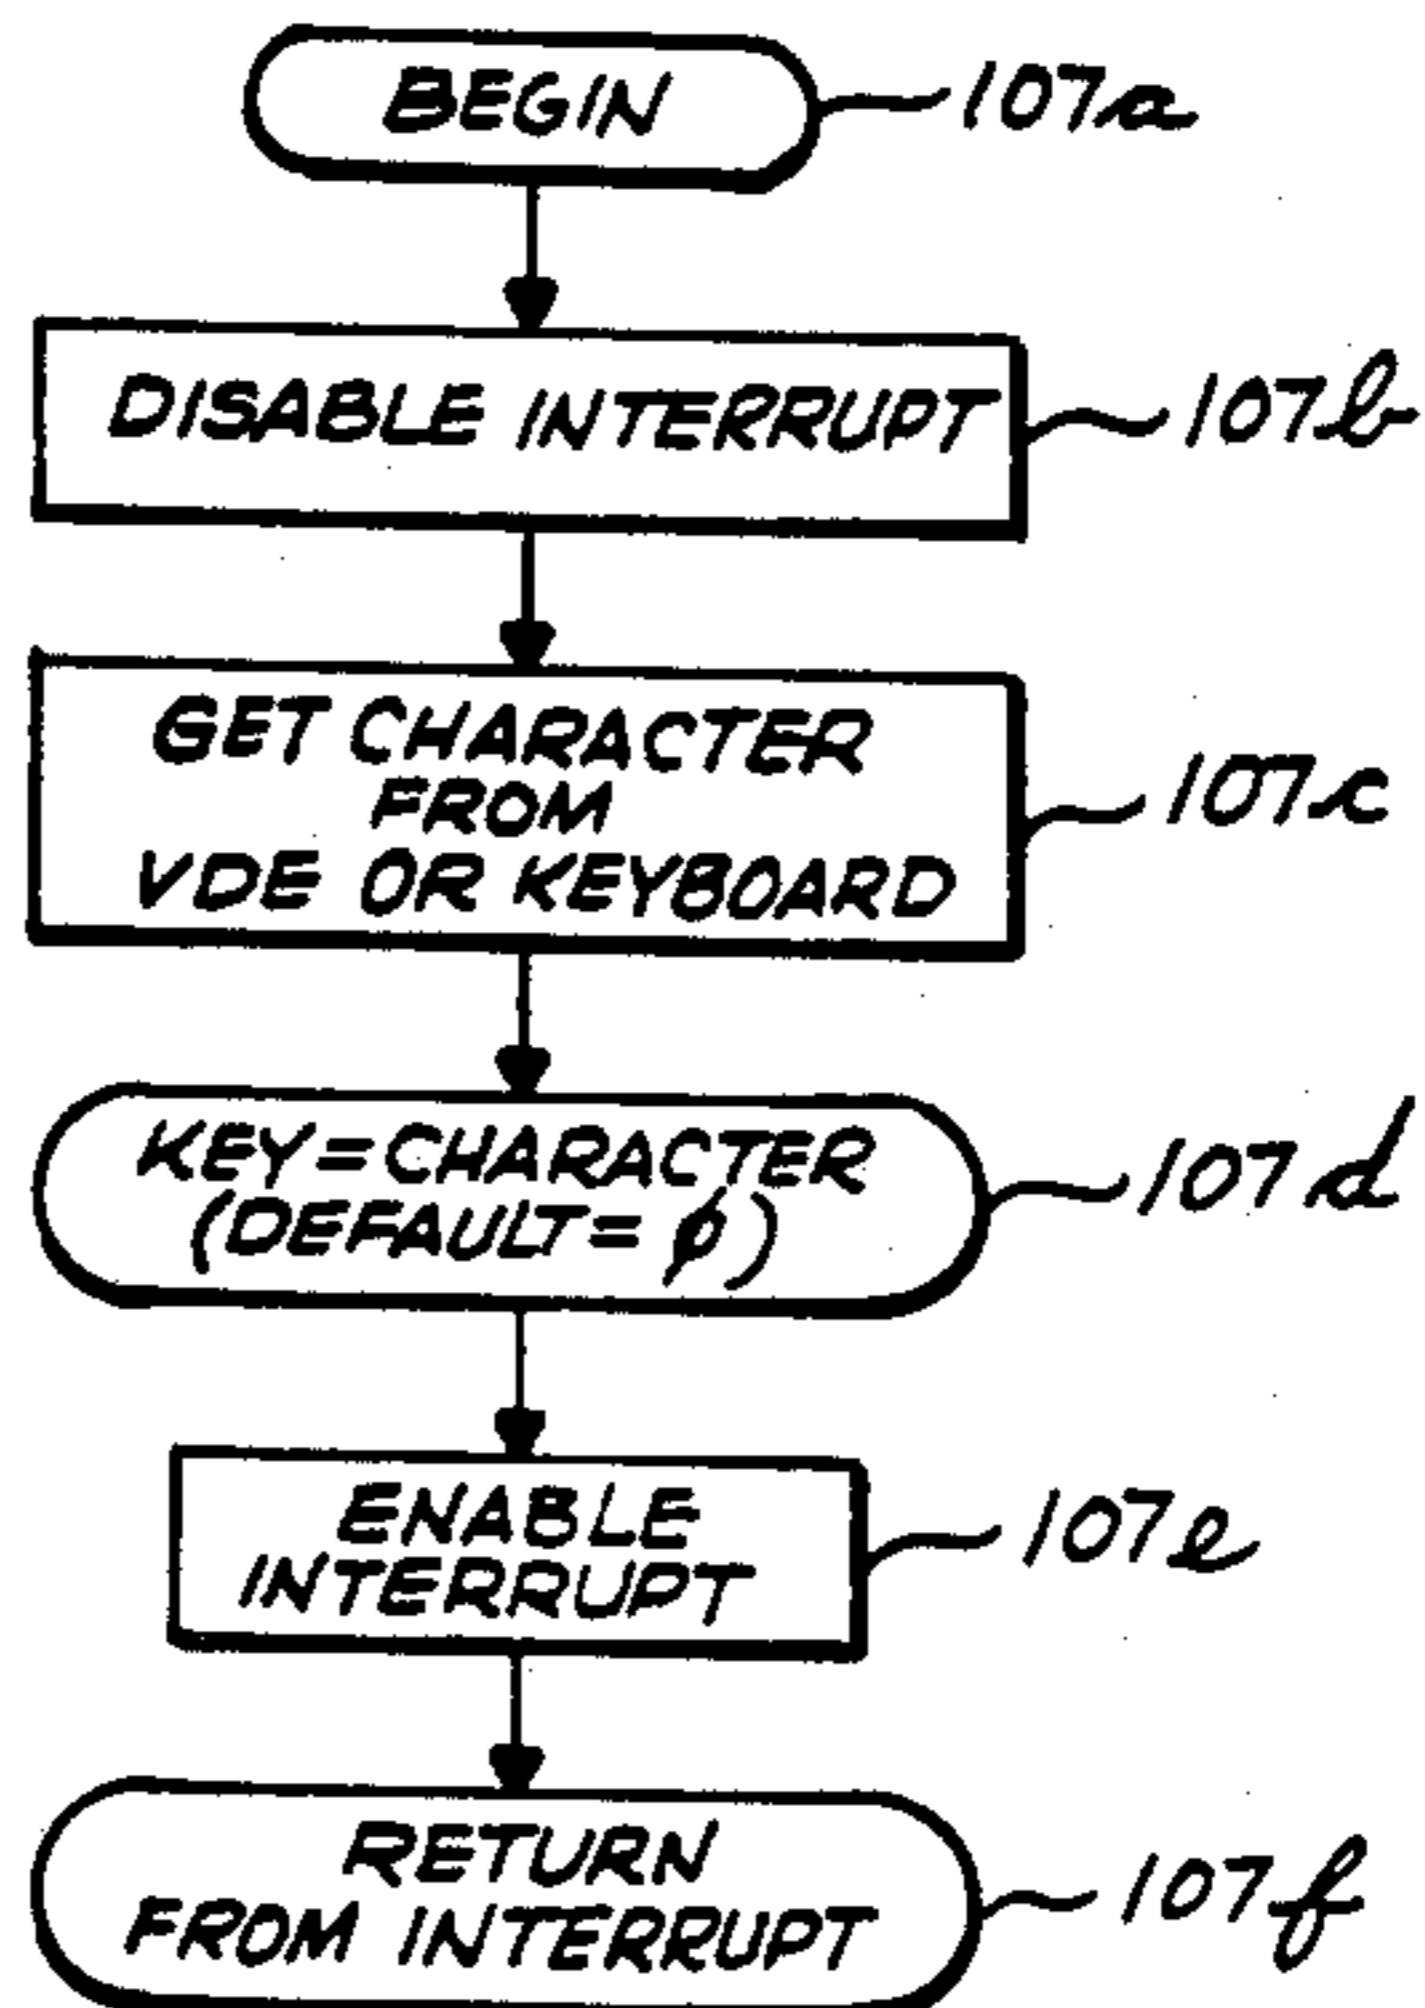 BEGIN
107a
DISABLE INTERRUPT
107b
GET CHARACTER
FROM
VDE OR KEYBOARD
107c
KEY=CHARACTER
(DEFAULT=Ø)
107d
ENABLE
INTERRUPT
107e
RETURN
FROM INTERRUPT
107f